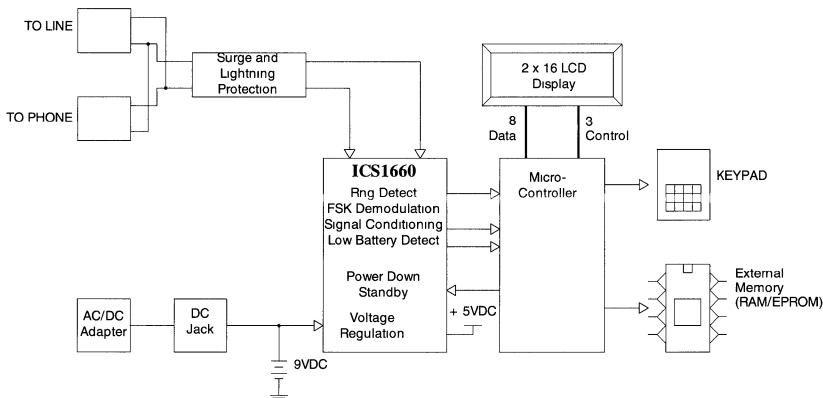 TO LINE
TO PHONE
Surge and
Lightning
Protection
2 x 16 LCD
Display
8
Data
3
Control
ICS1660
Rng Detect
FSK Demodulation
Signal Conditioning
Low Battery Detect
Power Down
Standby
Voltage
Regulation
Micro-
Controller
KEYPAD
External
Memory
(RAM/EPROM)
+ 5VDC
AC/DC
Adapter
DC
Jack
9VDC